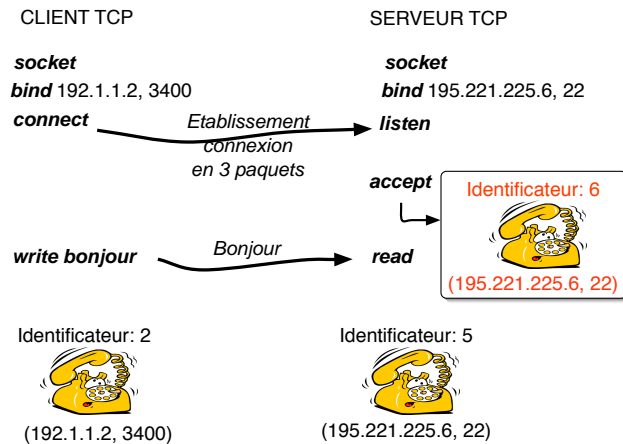 CLIENT TCP
SERVEUR TCP
socket
socket
bind 192.1.1.2, 3400
bind 195.221.225.6, 22
connect
Etablissement
connexion
en 3 paquets
listen
accept
Identificateur: 6
(195.221.225.6, 22)
write bonjour
Bonjour
read
Identificateur: 2
Identificateur: 5
(192.1.1.2, 3400)
(195.221.225.6, 22)